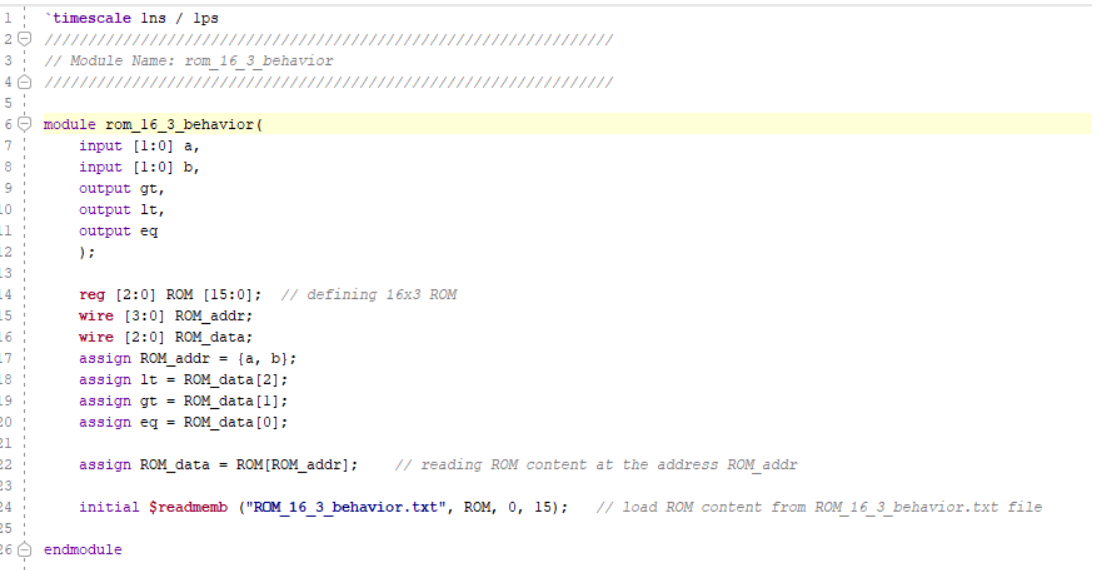 1 `timescale 1ns / 1ps
2 //////////////////////////////////////////////////////////////////
3 // Module Name: rom_16_3_behavior
4 //////////////////////////////////////////////////////////////////
5
6 module rom_16_3_behavior(
7 input [1:0] a,
8 input [1:0] b,
9 output gt,
10 output lt,
11 output eq
12 );
13
14 reg [2:0] ROM [15:0]; // defining 16x3 ROM
15 wire [3:0] ROM_addr;
16 wire [2:0] ROM_data;
17 assign ROM_addr = {a, b};
18 assign lt = ROM_data[2];
19 assign gt = ROM_data[1];
20 assign eq = ROM_data[0];
21
22 assign ROM_data = ROM[ROM_addr]; // reading ROM content at the address ROM_addr
23
24 initial $readmemb ("ROM_16_3_behavior.txt", ROM, 0, 15); // load ROM content from ROM_16_3_behavior.txt file
25
26 endmodule